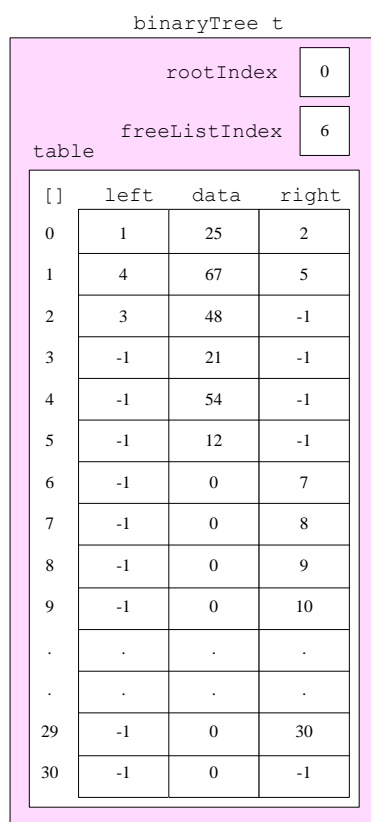 binaryTree t
rootIndex 0
freeListIndex 6
table
[] left data right
0 1 25 2
1 4 67 5
2 3 48 -1
3 -1 21 -1
4 -1 54 -1
5 -1 12 -1
6 -1 0 7
7 -1 0 8
8 -1 0 9
9 -1 0 10
. . . .
. . . .
29 -1 0 30
30 -1 0 -1